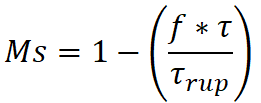 Ms = 1 − (f * τ / τ_rup)